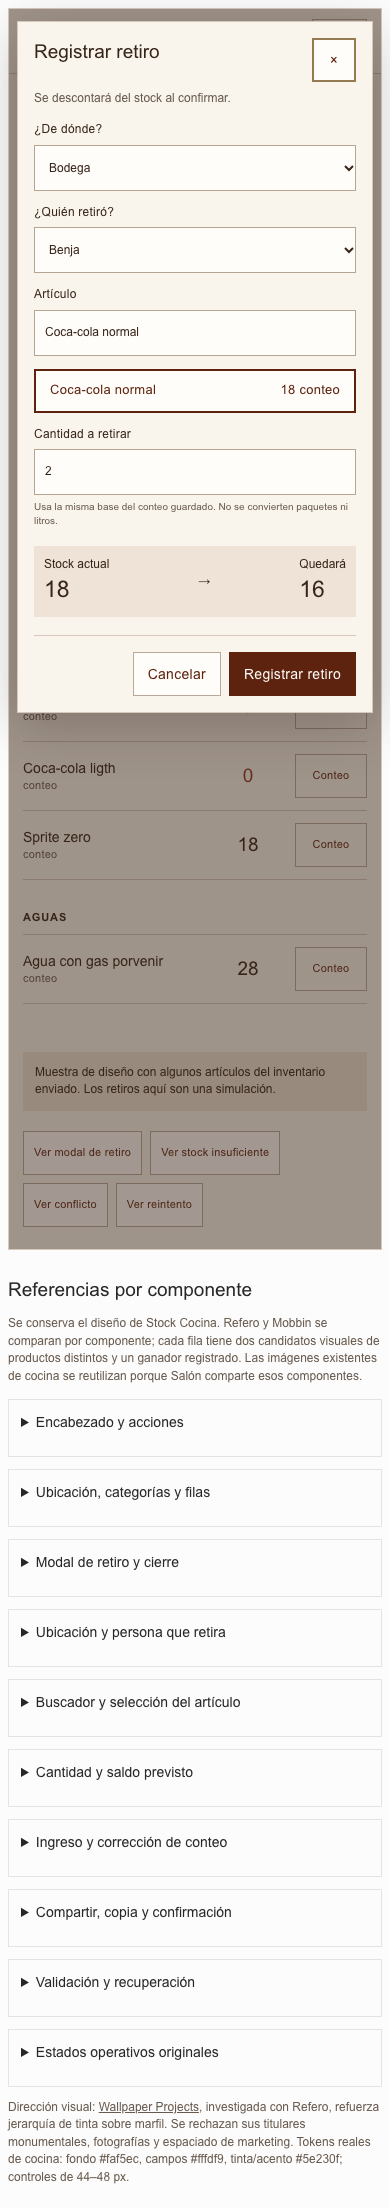 Registrar retiro
×
Se descontará del stock al confirmar.
¿De dónde?
Bodega
¿Quién retiró?
Benja
Artículo
Coca-cola normal
Coca-cola normal 18 conteo
Cantidad a retirar
2
Usa la misma base del conteo guardado. No se convierten paquetes ni
litros.
Stock actual Quedará
18 → 16
Cancelar Registrar retiro
conteo
Coca-cola ligth 0 Conteo
conteo
Sprite zero 18 Conteo
conteo
AGUAS
Agua con gas porvenir 28 Conteo
conteo
Muestra de diseño con algunos artículos del inventario
enviado. Los retiros aquí son una simulación.
Ver modal de retiro Ver stock insuficiente
Ver conflicto Ver reintento
Referencias por componente
Se conserva el diseño de Stock Cocina. Refero y Mobbin se
comparan por componente; cada fila tiene dos candidatos visuales de
productos distintos y un ganador registrado. Las imágenes existentes
de cocina se reutilizan porque Salón comparte esos componentes.
▶ Encabezado y acciones
▶ Ubicación, categorías y filas
▶ Modal de retiro y cierre
▶ Ubicación y persona que retira
▶ Buscador y selección del artículo
▶ Cantidad y saldo previsto
▶ Ingreso y corrección de conteo
▶ Compartir, copia y confirmación
▶ Validación y recuperación
▶ Estados operativos originales
Dirección visual: Wallpaper Projects, investigada con Refero, refuerza
jerarquía de tinta sobre marfil. Se rechazan sus titulares
monumentales, fotografías y espaciado de marketing. Tokens reales
de cocina: fondo #faf5ec, campos #fffdf9, tinta/acento #5e230f;
controles de 44–48 px.